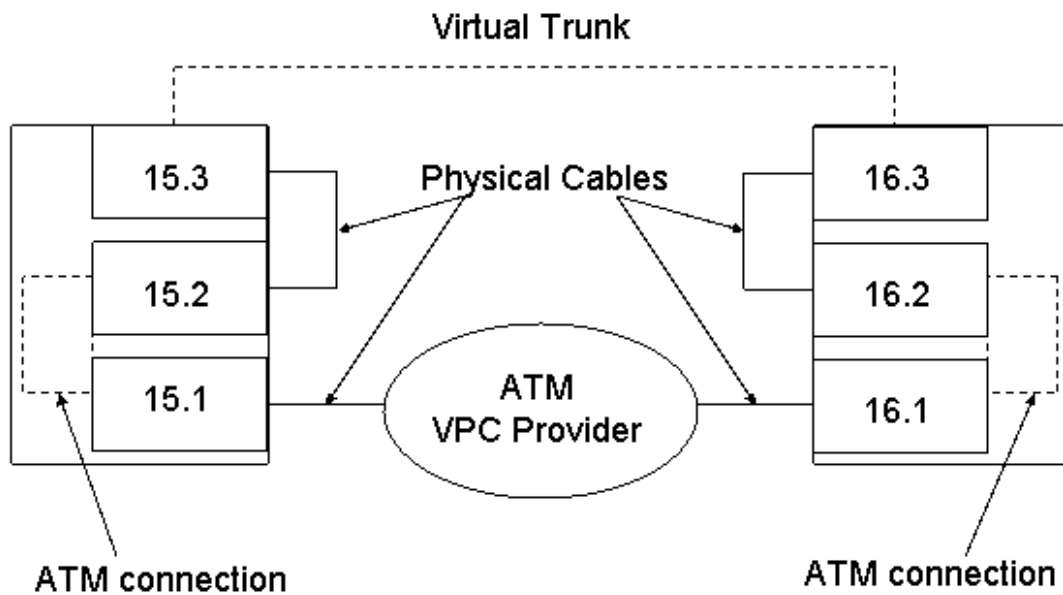 Virtual Trunk
15.3
Physical Cables
16.3
15.2
16.2
15.1
ATM
VPC Provider
16.1
ATM connection
ATM connection